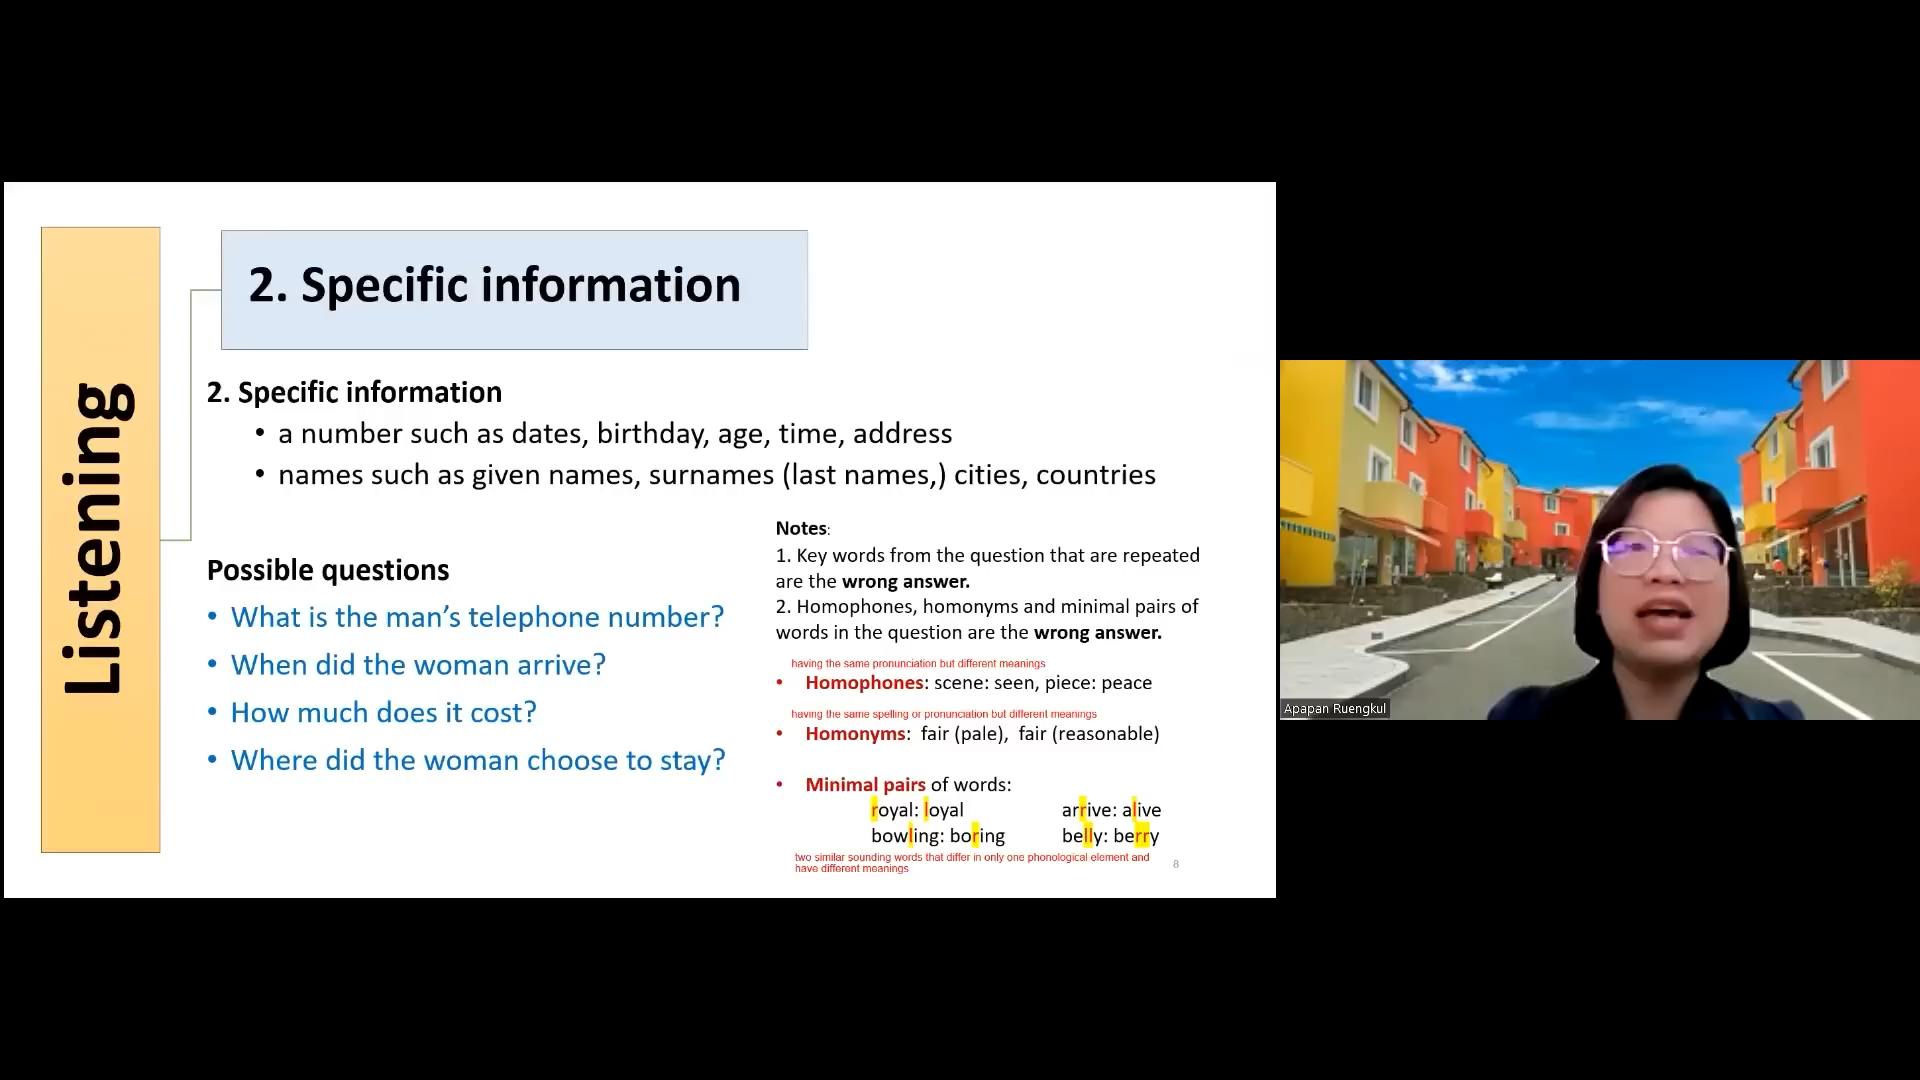 Listening
2. Specific information
2. Specific information
• a number such as dates, birthday, age, time, address
• names such as given names, surnames (last names,) cities, countries
Possible questions
• What is the man’s telephone number?
• When did the woman arrive?
• How much does it cost?
• Where did the woman choose to stay?
Notes:
1. Key words from the question that are repeated
are the wrong answer.
2. Homophones, homonyms and minimal pairs of
words in the question are the wrong answer.
having the same pronunciation but different meanings
• Homophones: scene: seen, piece: peace
having the same spelling or pronunciation but different meanings
• Homonyms: fair (pale), fair (reasonable)
• Minimal pairs of words:
royal: loyal arrive: alive
bowling: boring belly: berry
two similar sounding words that differ in only one phonological element and
have different meanings
8
Apapan Ruengkul